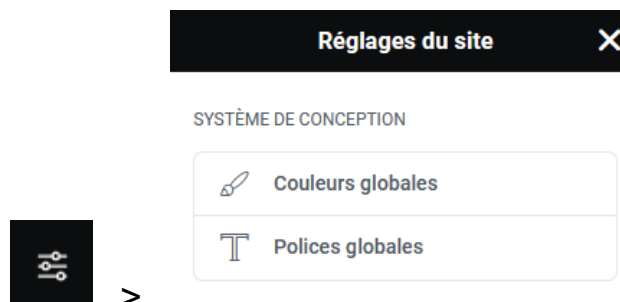 Réglages du site
SYSTÈME DE CONCEPTION
Couleurs globales
Polices globales
>